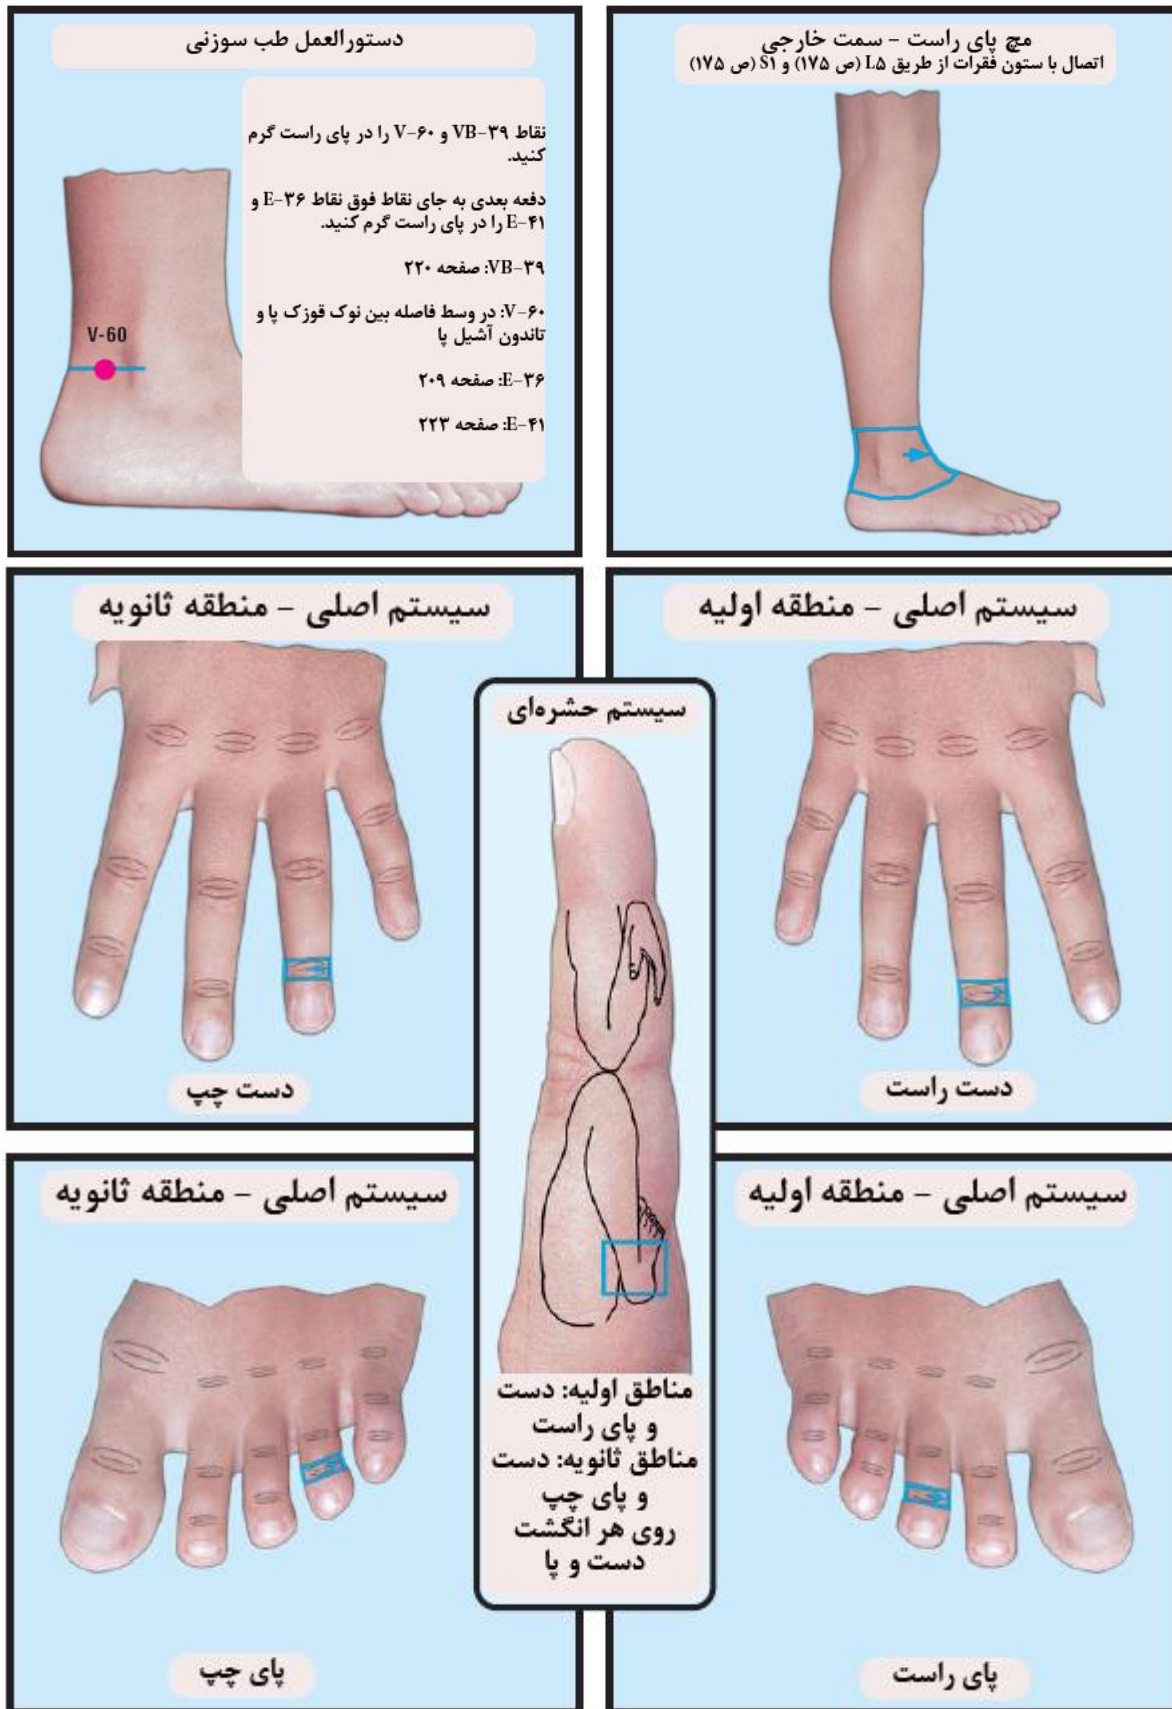 مچ پای راست - سمت خارجی
اتصال با ستون فقرات از طریق L۵ (ص ۱۷۵) و S۱ (ص ۱۷۵)
دستورالعمل طب سوزنی
نقاط VB-۳۹ و V-۶۰ را در پای راست گرم
کنید.
دفعه بعدی به جای نقاط فوق نقاط E-۳۶ و
E-۴۱ را در پای راست گرم کنید.
VB-۳۹: صفحه ۲۲۰
V-۶۰: در وسط فاصله بین نوک قوزک پا و
تاندون آشیل پا
E-۳۶: صفحه ۲۰۹
E-۴۱: صفحه ۲۲۳
V-60
سیستم اصلی - منطقه اولیه
دست راست
سیستم اصلی - منطقه ثانویه
دست چپ
سیستم حشره‌ای
مناطق اولیه: دست
و پای راست
مناطق ثانویه: دست
و پای چپ
روی هر انگشت
دست و پا
سیستم اصلی - منطقه اولیه
پای راست
سیستم اصلی - منطقه ثانویه
پای چپ